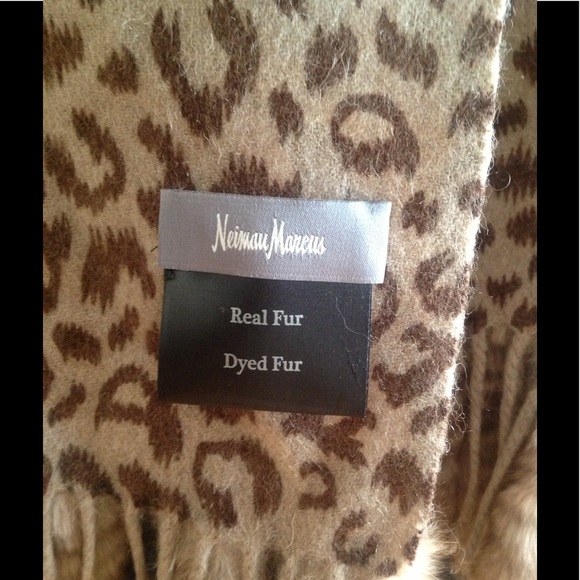 Neiman Marcus
Real Fur
Dyed Fur